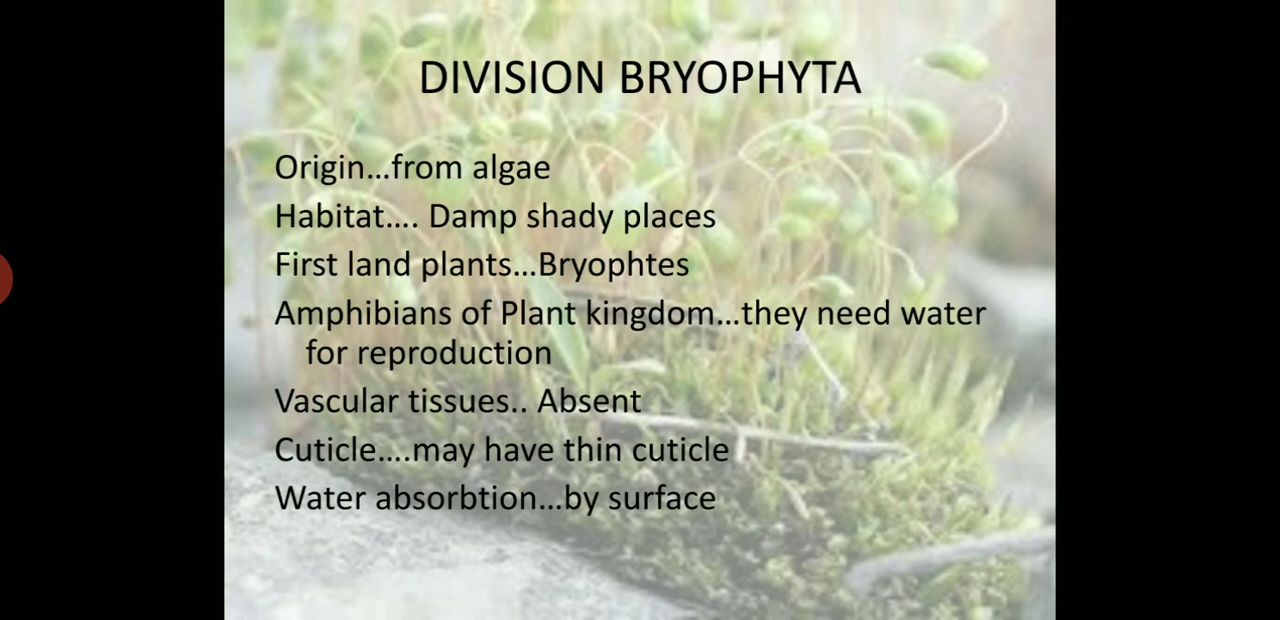 DIVISION BRYOPHYTA
Origin...from algae
Habitat.... Damp shady places
First land plants...Bryophtes
Amphibians of Plant kingdom...they need water
for reproduction
Vascular tissues.. Absent
Cuticle....may have thin cuticle
Water absorbtion...by surface